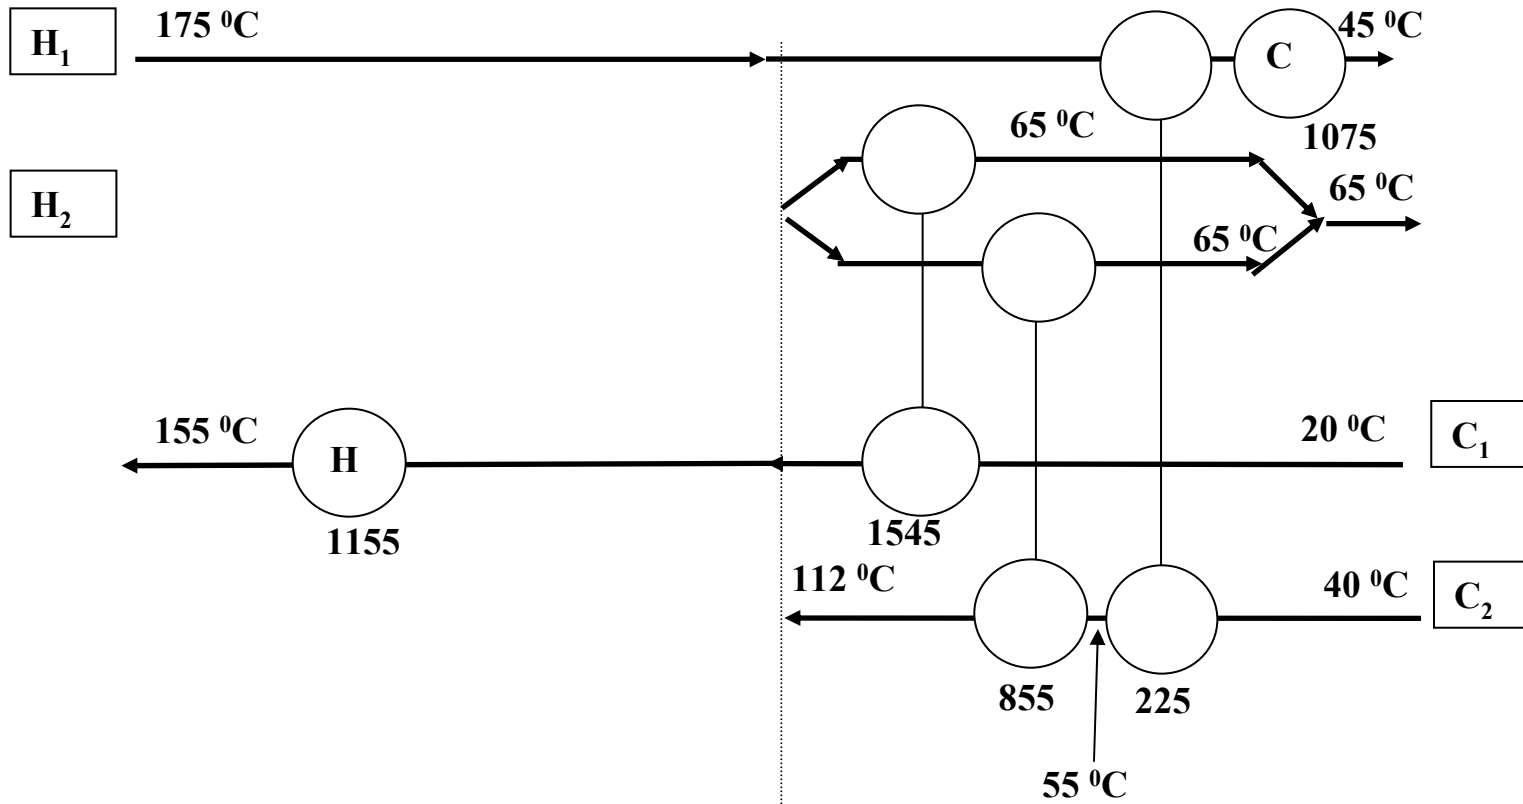 H₁ 175 ⁰C C 45 ⁰C
1075
65 ⁰C
H₂ 65 ⁰C
65 ⁰C
155 ⁰C H 20 ⁰C C₁
1155 1545
112 ⁰C 40 ⁰C C₂
855 225
55 ⁰C